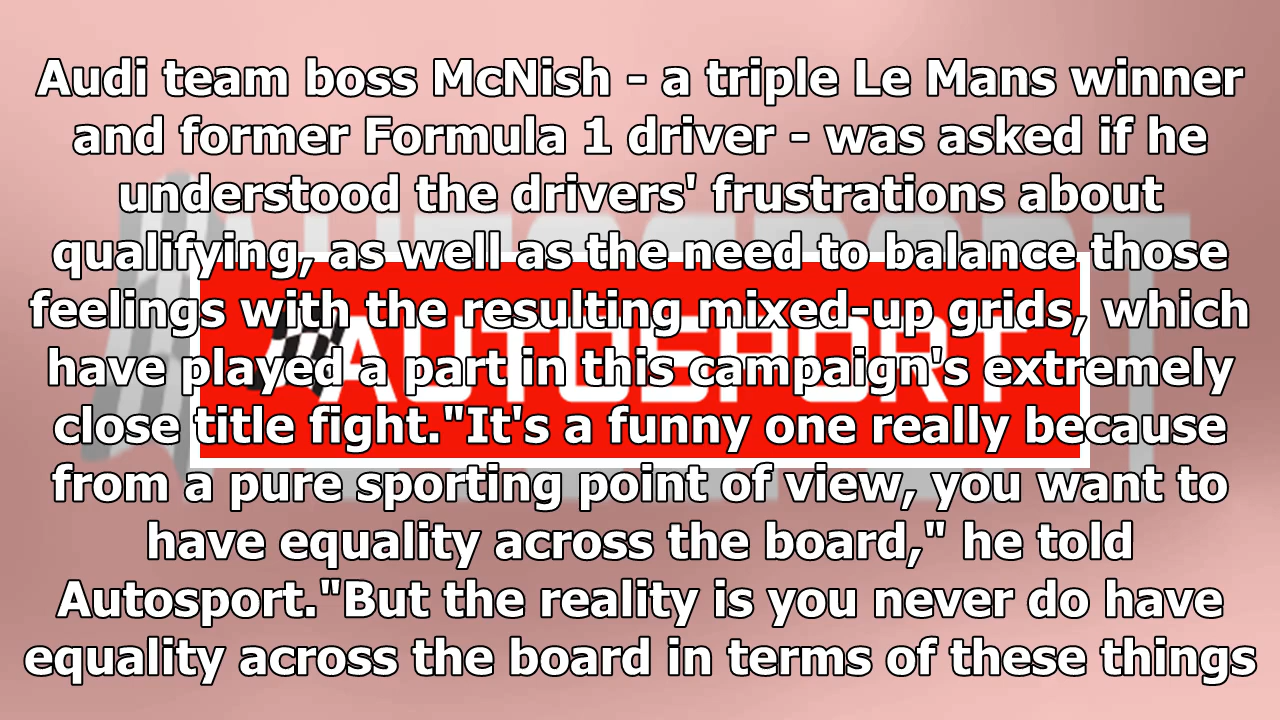 Audi team boss McNish - a triple Le Mans winner
and former Formula 1 driver - was asked if he
understood the drivers' frustrations about
qualifying, as well as the need to balance those
feelings with the resulting mixed-up grids, which
have played a part in this campaign's extremely
close title fight."It's a funny one really because
from a pure sporting point of view, you want to
have equality across the board," he told
Autosport."But the reality is you never do have
equality across the board in terms of these things
AUTOSPORT
AUTOSPORT